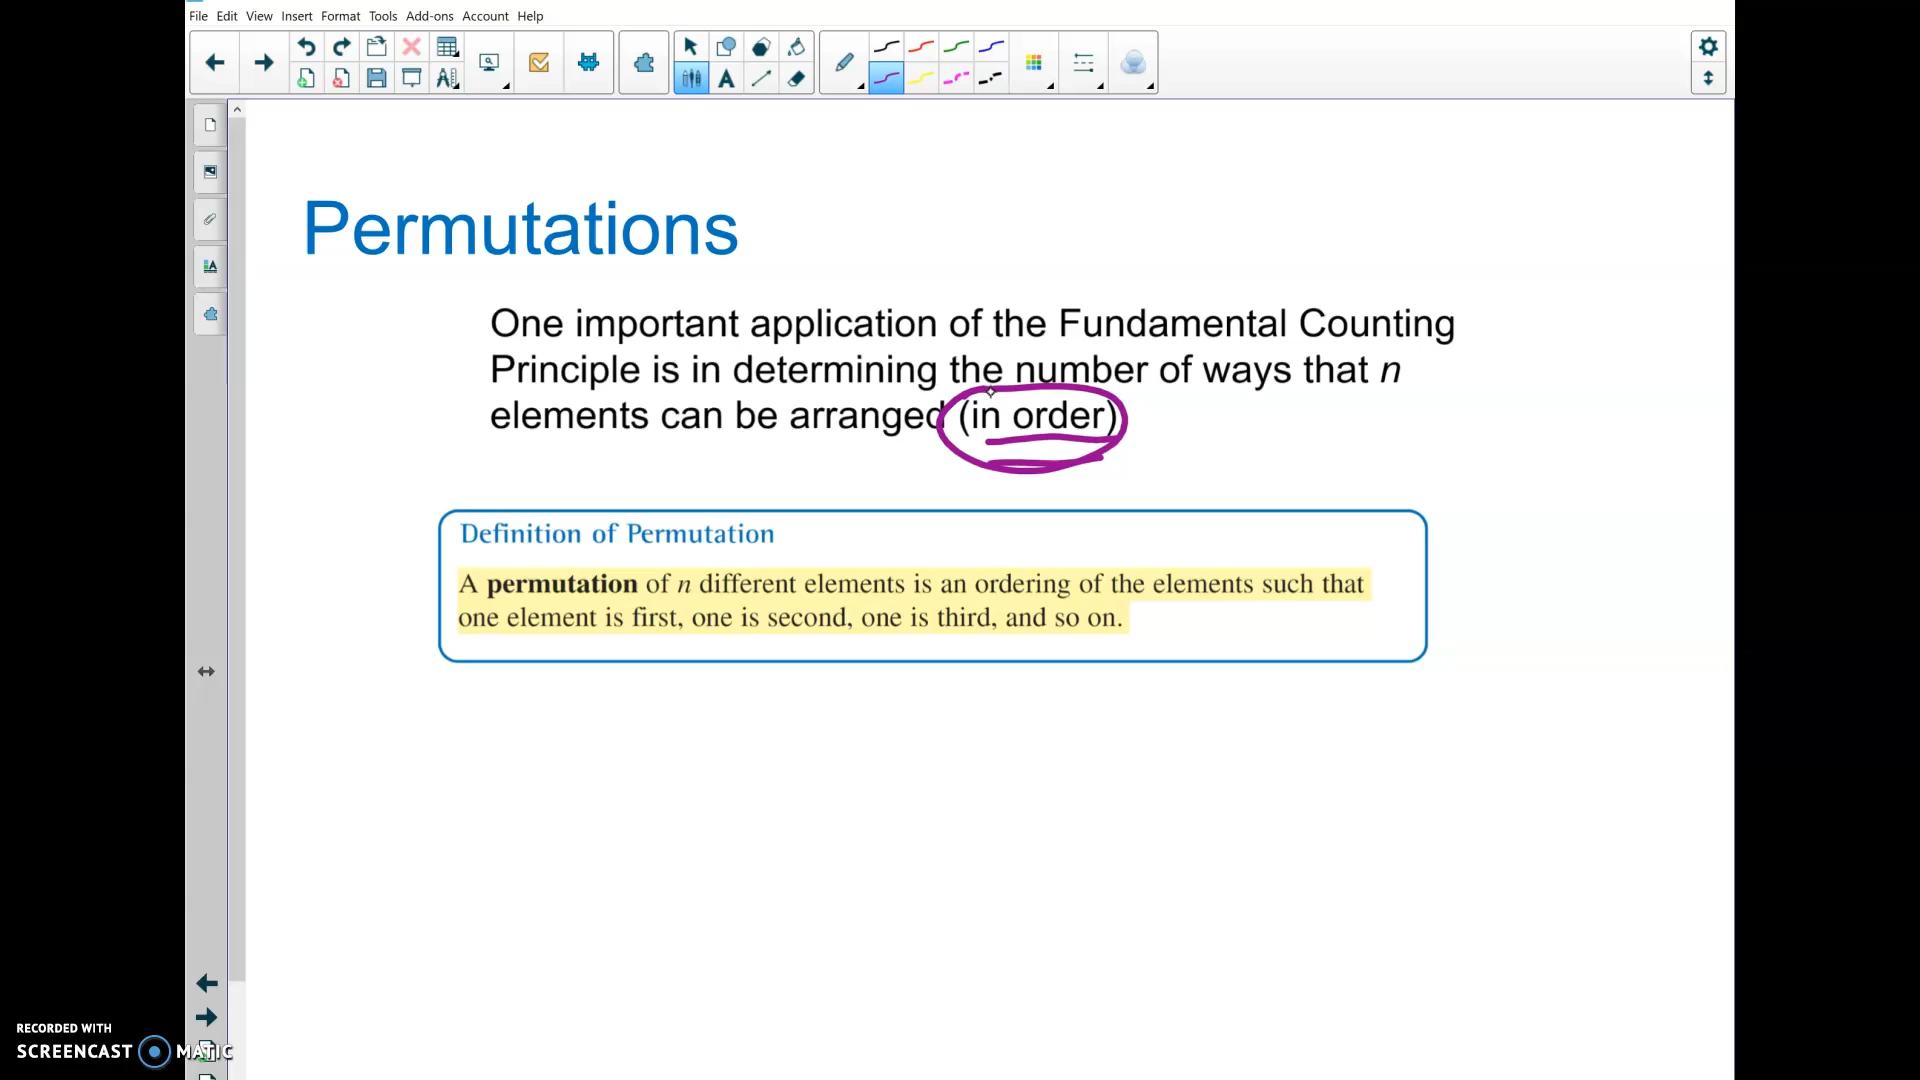 File Edit View Insert Format Tools Add-ons Account Help
Permutations
One important application of the Fundamental Counting
Principle is in determining the number of ways that n
elements can be arranged (in order)
Definition of Permutation
A permutation of n different elements is an ordering of the elements such that
one element is first, one is second, one is third, and so on.
RECORDED WITH
SCREENCAST MATIC